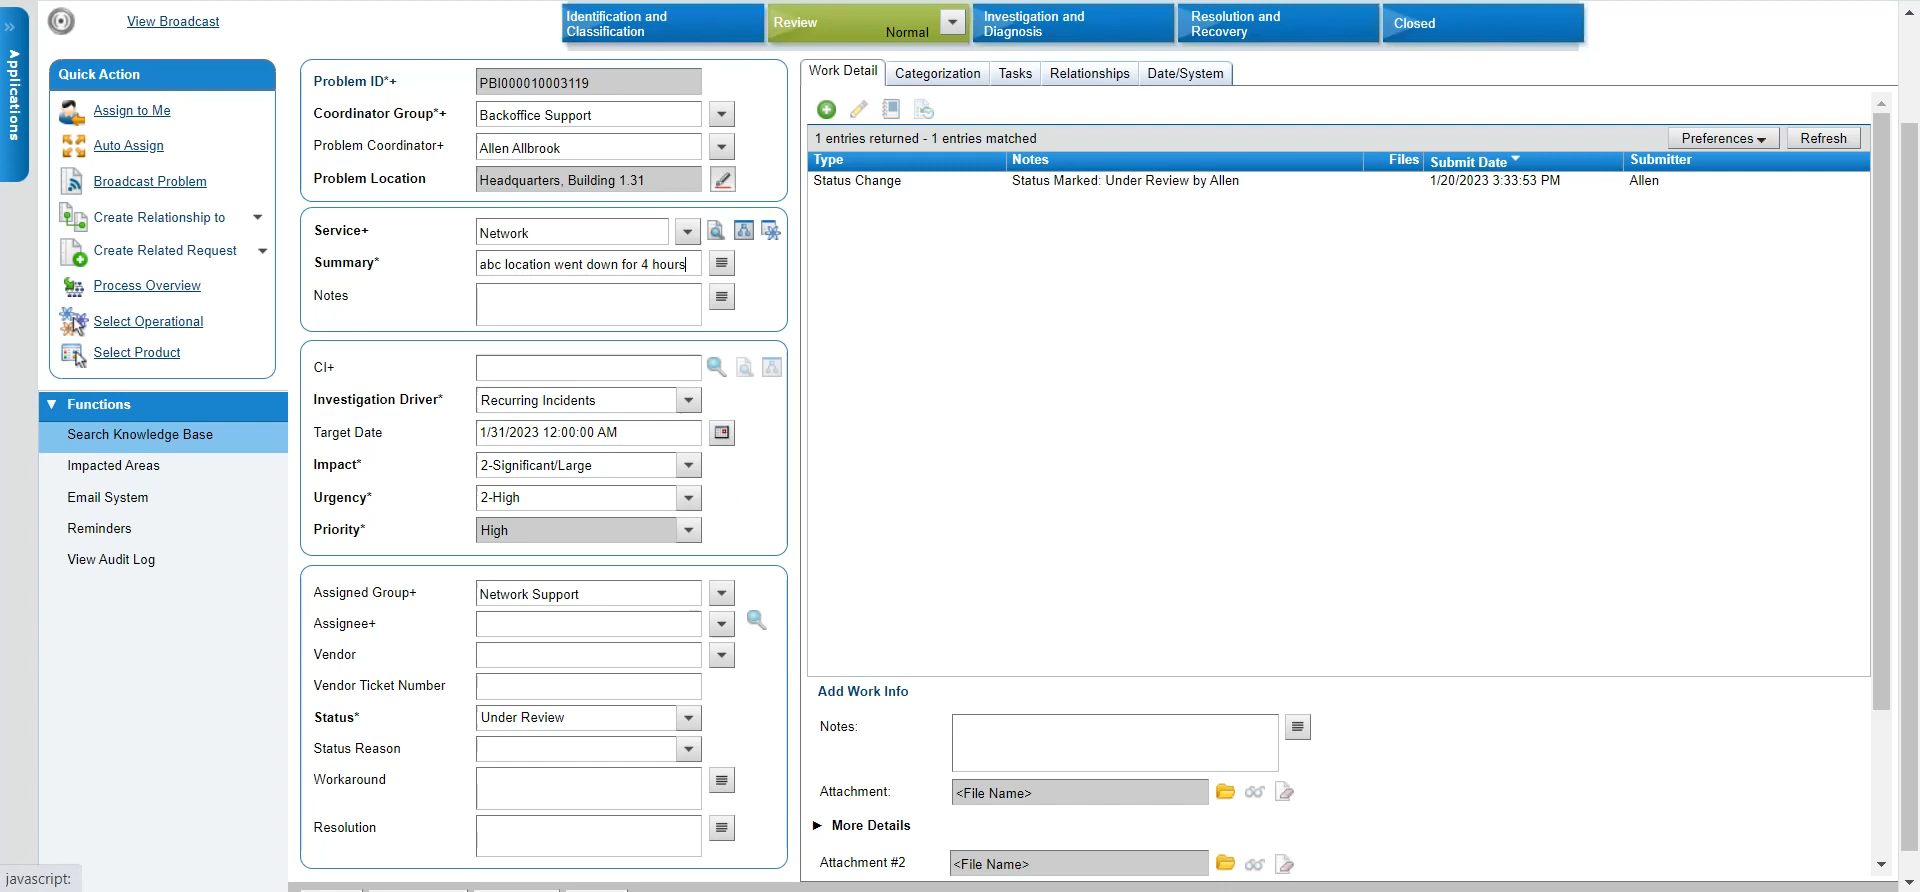 View Broadcast
Identification and
Classification
Review
Normal
Investigation and
Diagnosis
Resolution and
Recovery
Closed
Applications
Quick Action
Assign to Me
Auto Assign
Broadcast Problem
Create Relationship to
Create Related Request
Process Overview
Select Operational
Select Product
Functions
Search Knowledge Base
Impacted Areas
Email System
Reminders
View Audit Log
javascript:
Problem ID*+ PBI000010003119
Coordinator Group*+ Backoffice Support
Problem Coordinator+ Allen Allbrook
Problem Location Headquarters, Building 1.31
Service+ Network
Summary* abc location went down for 4 hours
Notes
CI+
Investigation Driver* Recurring Incidents
Target Date 1/31/2023 12:00:00 AM
Impact* 2-Significant/Large
Urgency* 2-High
Priority* High
Assigned Group+ Network Support
Assignee+
Vendor
Vendor Ticket Number
Status* Under Review
Status Reason
Workaround
Resolution
Work Detail Categorization Tasks Relationships Date/System
1 entries returned - 1 entries matched Preferences Refresh
Type Notes Files Submit Date Submitter
Status Change Status Marked: Under Review by Allen 1/20/2023 3:33:53 PM Allen
Add Work Info
Notes:
Attachment: <File Name>
More Details
Attachment #2 <File Name>